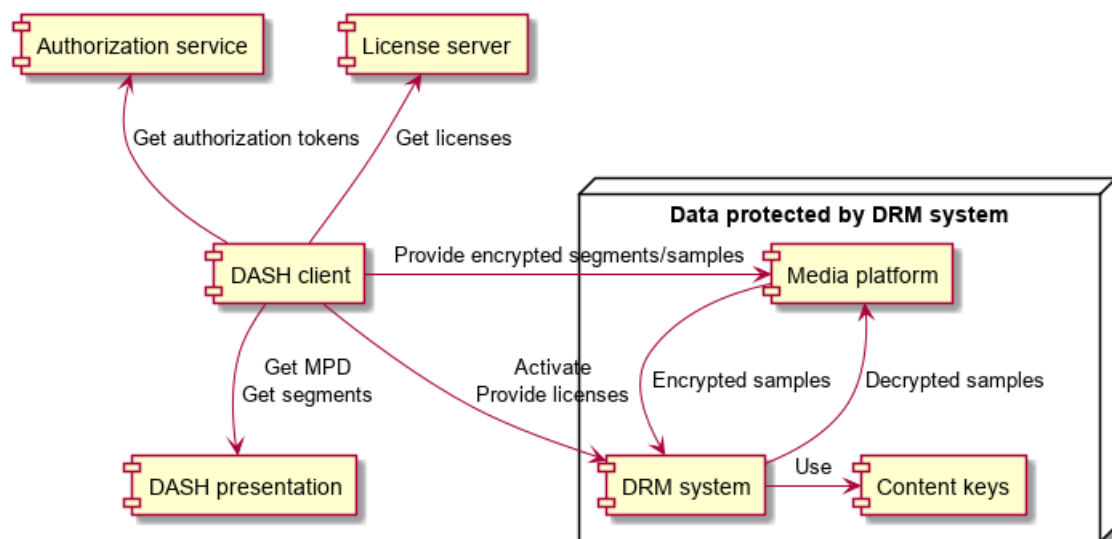 Authorization service
License server
Get authorization tokens
Get licenses
Data protected by DRM system
DASH client
Provide encrypted segments/samples
Media platform
Get MPD
Get segments
Activate
Provide licenses
Encrypted samples
Decrypted samples
DASH presentation
DRM system
Use
Content keys